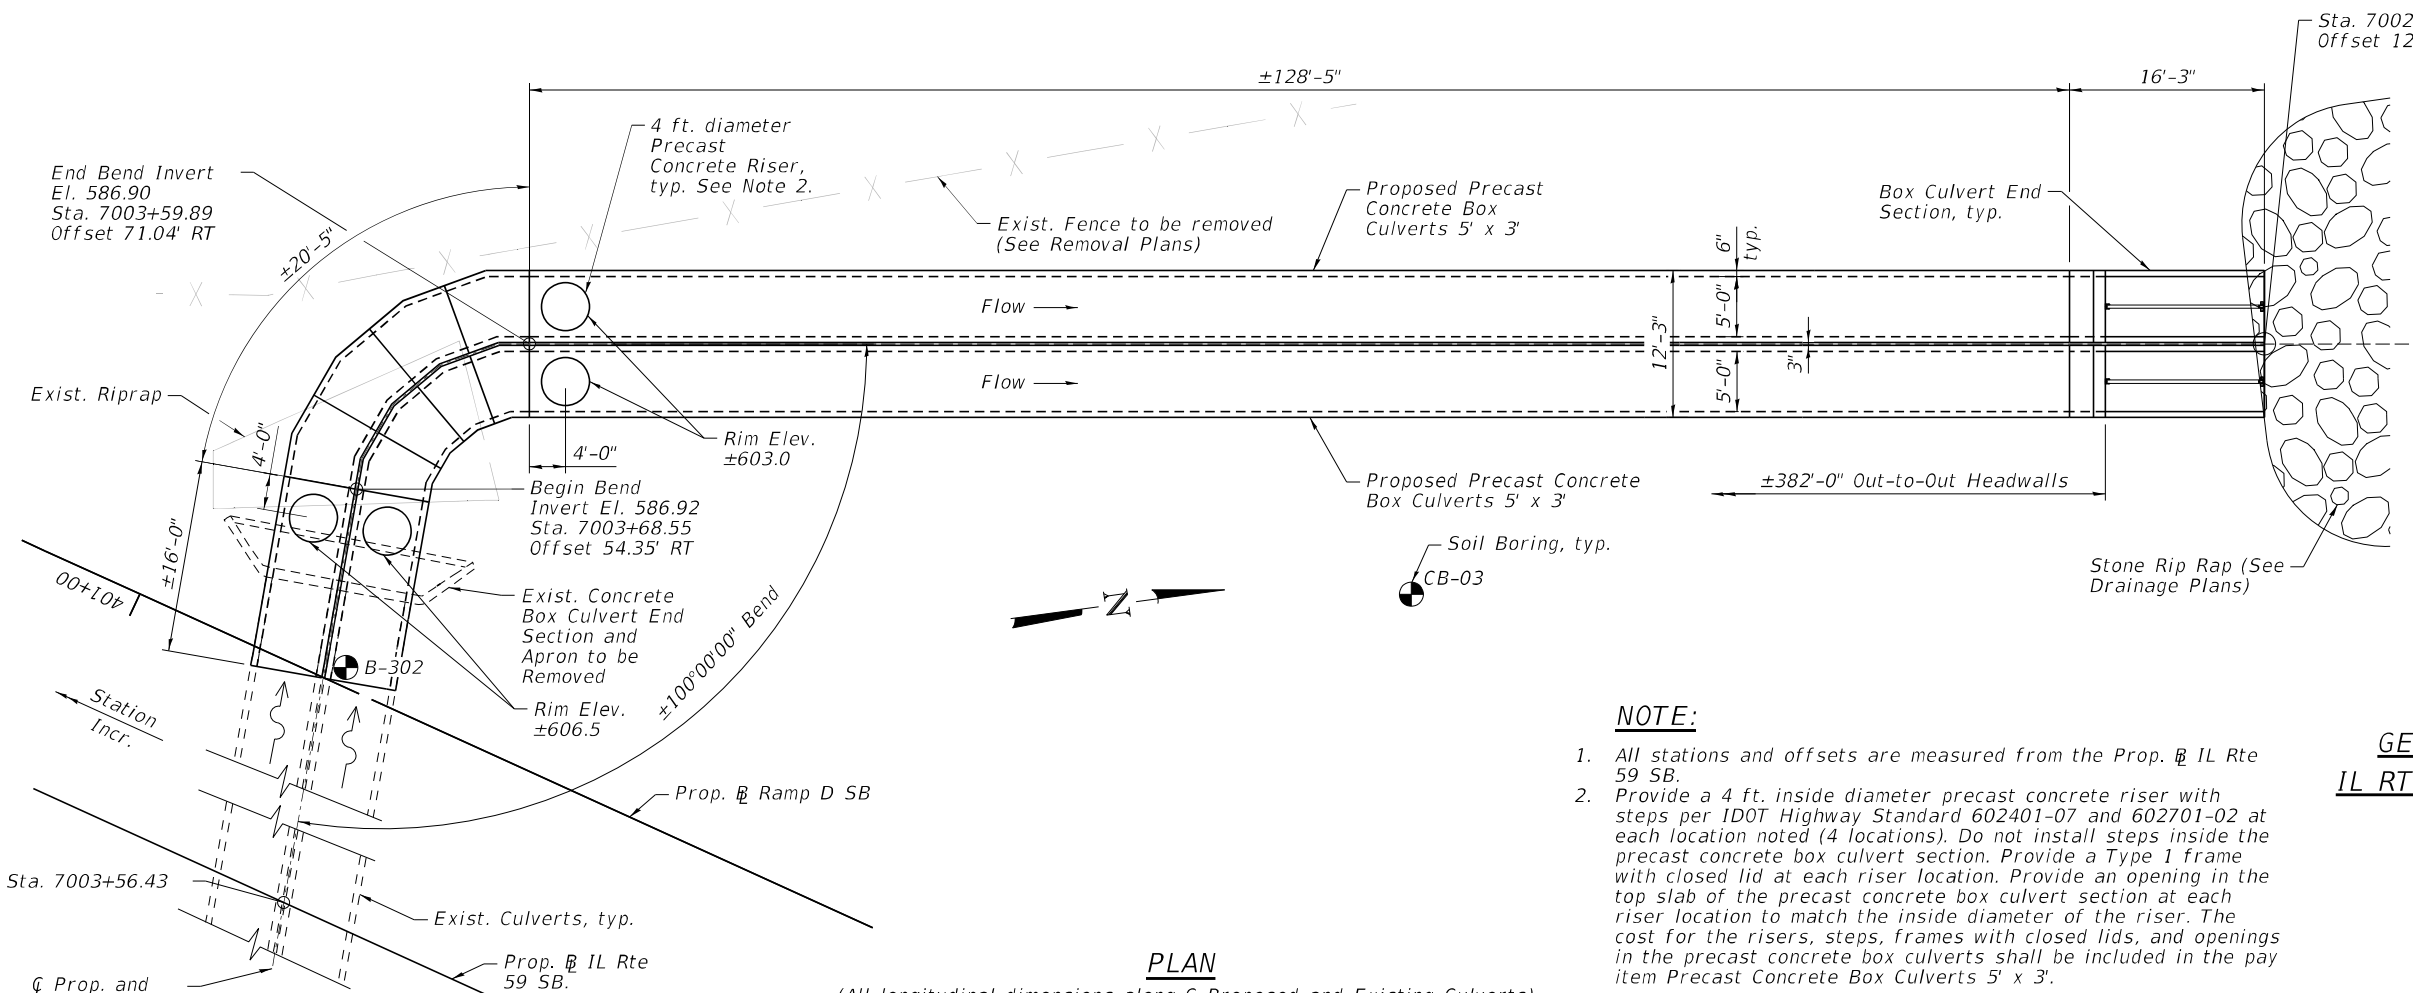 Sta. 7002
Offset 12
±128'-5"
16'-3"
4 ft. diameter
Precast
Concrete Riser,
typ. See Note 2.
End Bend Invert
El. 586.90
Sta. 7003+59.89
Offset 71.04' RT
±20'-5"
Exist. Fence to be removed
(See Removal Plans)
Proposed Precast
Concrete Box
Culverts 5' x 3'
Box Culvert End
Section, typ.
6"
typ.
Flow
5'-0"
12'-3"
3"
5'-0"
Flow
Exist. Riprap
4'-0"
Rim Elev.
±603.0
4'-0"
Begin Bend
Invert El. 586.92
Sta. 7003+68.55
Offset 54.35' RT
Proposed Precast Concrete
Box Culverts 5' x 3'
±382'-0" Out-to-Out Headwalls
Soil Boring, typ.
CB-03
Stone Rip Rap (See
Drainage Plans)
±16'-0"
401+00
Exist. Concrete
Box Culvert End
Section and
Apron to be
Removed
N
B-302
±100°00'00" Bend
Rim Elev.
±606.5
Station
Incr.
Prop. BL Ramp D SB
Sta. 7003+56.43
Exist. Culverts, typ.
Prop. BL IL Rte
59 SB.
CL Prop. and
NOTE:
1. All stations and offsets are measured from the Prop. BL IL Rte
59 SB.
2. Provide a 4 ft. inside diameter precast concrete riser with
steps per IDOT Highway Standard 602401-07 and 602701-02 at
each location noted (4 locations). Do not install steps inside the
precast concrete box culvert section. Provide a Type 1 frame
with closed lid at each riser location. Provide an opening in the
top slab of the precast concrete box culvert section at each
riser location to match the inside diameter of the riser. The
cost for the risers, steps, frames with closed lids, and openings
in the precast concrete box culverts shall be included in the pay
item Precast Concrete Box Culverts 5' x 3'.
GE
IL RT
PLAN
(All longitudinal dimensions along CL Proposed and Existing Culverts)